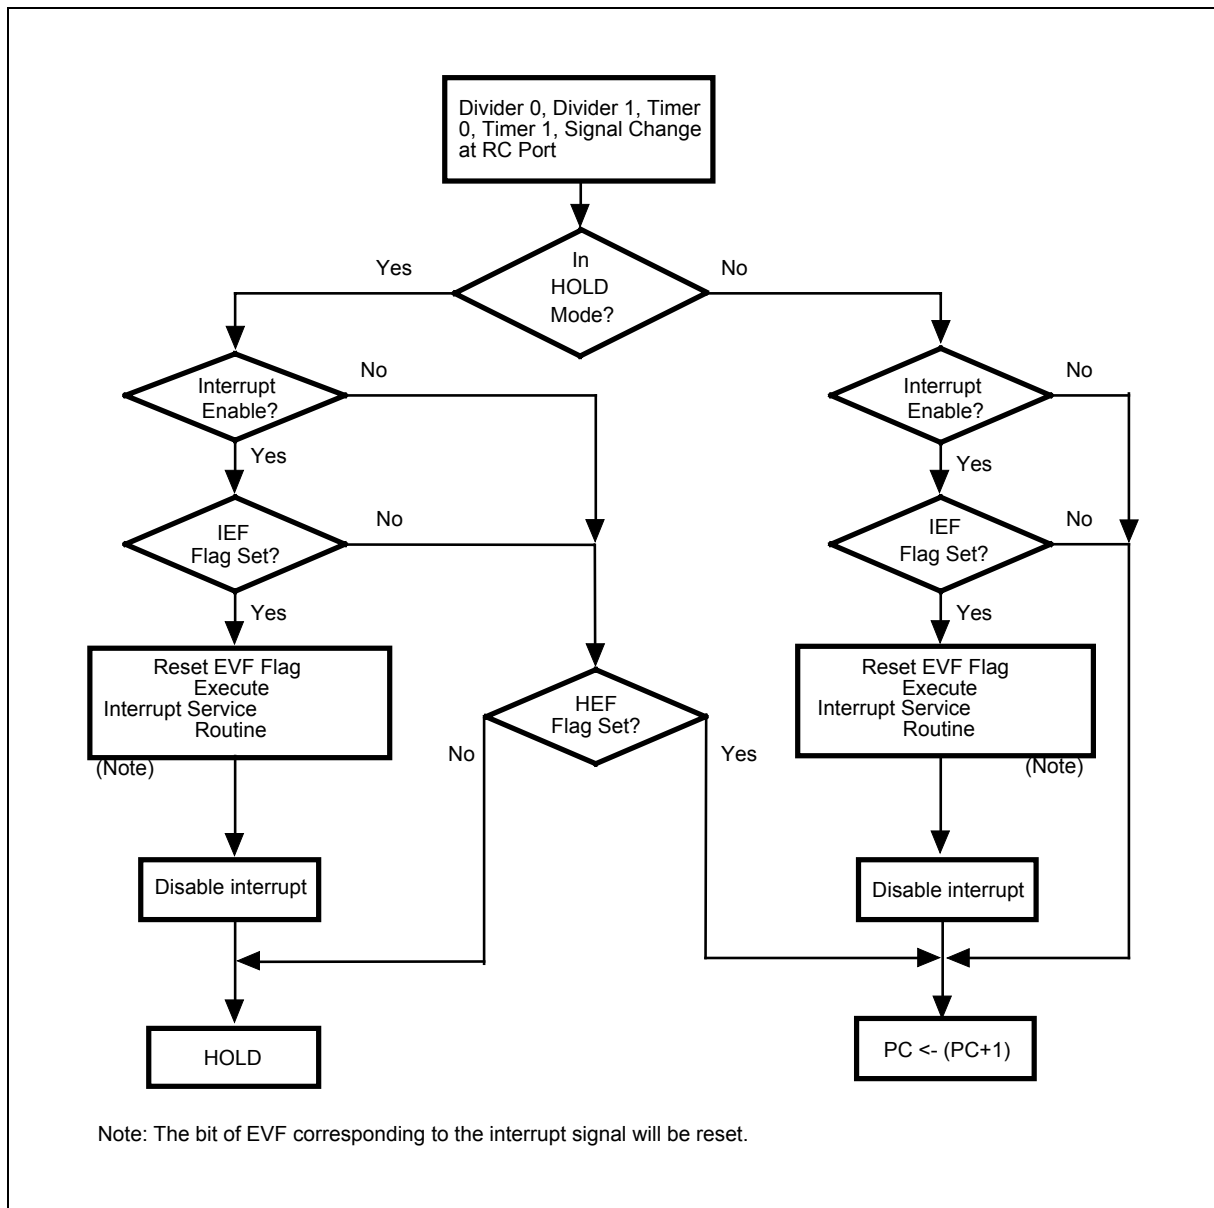 Divider 0, Divider 1, Timer
0, Timer 1, Signal Change
at RC Port
In
HOLD
Mode?
Yes
No
Interrupt
Enable?
No
Yes
Interrupt
Enable?
No
Yes
IEF
Flag Set?
No
Yes
IEF
Flag Set?
No
Yes
Reset EVF Flag
Execute
Interrupt Service
Routine
(Note)
HEF
Flag Set?
No
Yes
Reset EVF Flag
Execute
Interrupt Service
Routine
(Note)
Disable interrupt
Disable interrupt
HOLD
PC <- (PC+1)
Note: The bit of EVF corresponding to the interrupt signal will be reset.